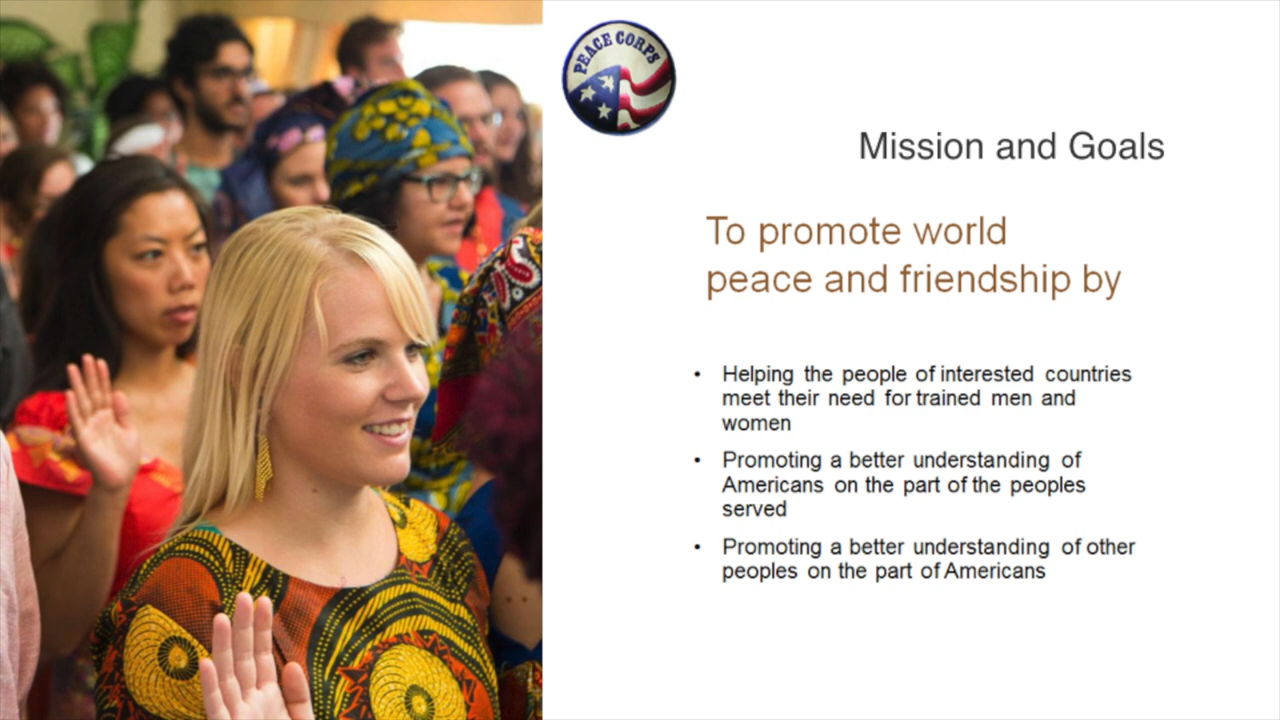 PEACE CORPS
Mission and Goals
To promote world
peace and friendship by
• Helping the people of interested countries
meet their need for trained men and
women
• Promoting a better understanding of
Americans on the part of the peoples
served
• Promoting a better understanding of other
peoples on the part of Americans